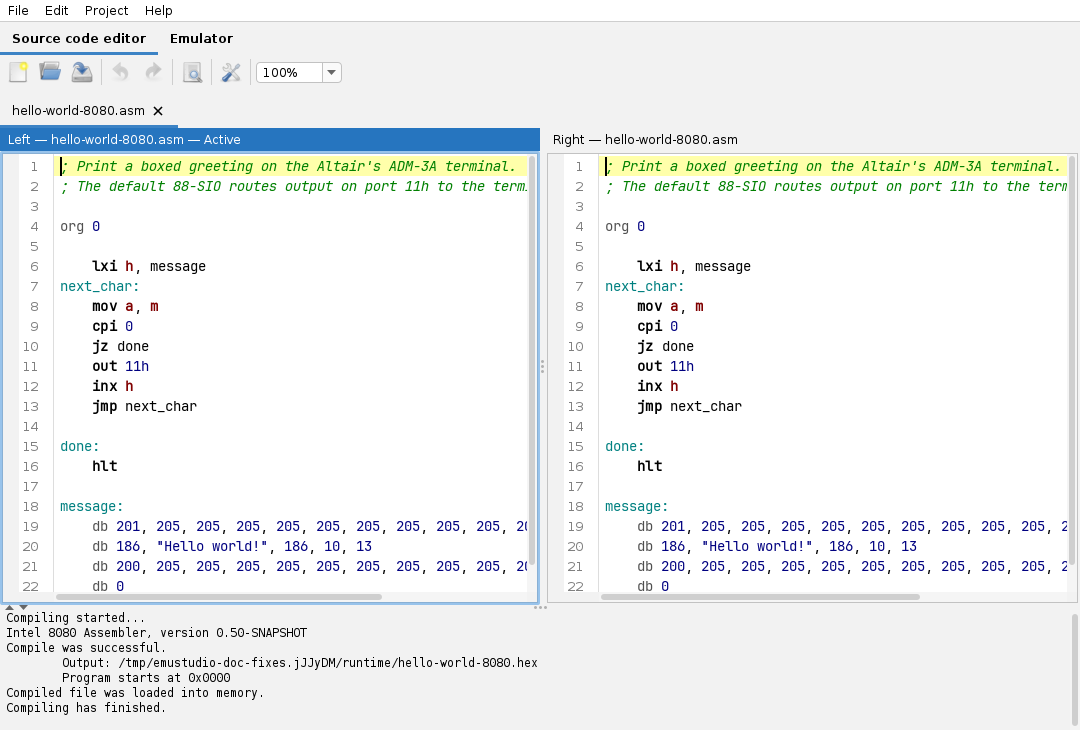 File Edit Project Help
Source code editor Emulator
100%
hello-world-8080.asm
Left — hello-world-8080.asm — Active
1 ; Print a boxed greeting on the Altair's ADM-3A terminal.
2 ; The default 88-SIO routes output on port 11h to the term
3
4 org 0
5
6 lxi h, message
7 next_char:
8 mov a, m
9 cpi 0
10 jz done
11 out 11h
12 inx h
13 jmp next_char
14
15 done:
16 hlt
17
18 message:
19 db 201, 205, 205, 205, 205, 205, 205, 205, 205, 205, 20
20 db 186, "Hello world!", 186, 10, 13
21 db 200, 205, 205, 205, 205, 205, 205, 205, 205, 205, 20
22 db 0
Right — hello-world-8080.asm
1 ; Print a boxed greeting on the Altair's ADM-3A terminal.
2 ; The default 88-SIO routes output on port 11h to the term
3
4 org 0
5
6 lxi h, message
7 next_char:
8 mov a, m
9 cpi 0
10 jz done
11 out 11h
12 inx h
13 jmp next_char
14
15 done:
16 hlt
17
18 message:
19 db 201, 205, 205, 205, 205, 205, 205, 205, 205, 205, 2
20 db 186, "Hello world!", 186, 10, 13
21 db 200, 205, 205, 205, 205, 205, 205, 205, 205, 205, 2
22 db 0
Compiling started...
Intel 8080 Assembler, version 0.50-SNAPSHOT
Compile was successful.
Output: /tmp/emustudio-doc-fixes.jJJyDM/runtime/hello-world-8080.hex
Program starts at 0x0000
Compiled file was loaded into memory.
Compiling has finished.